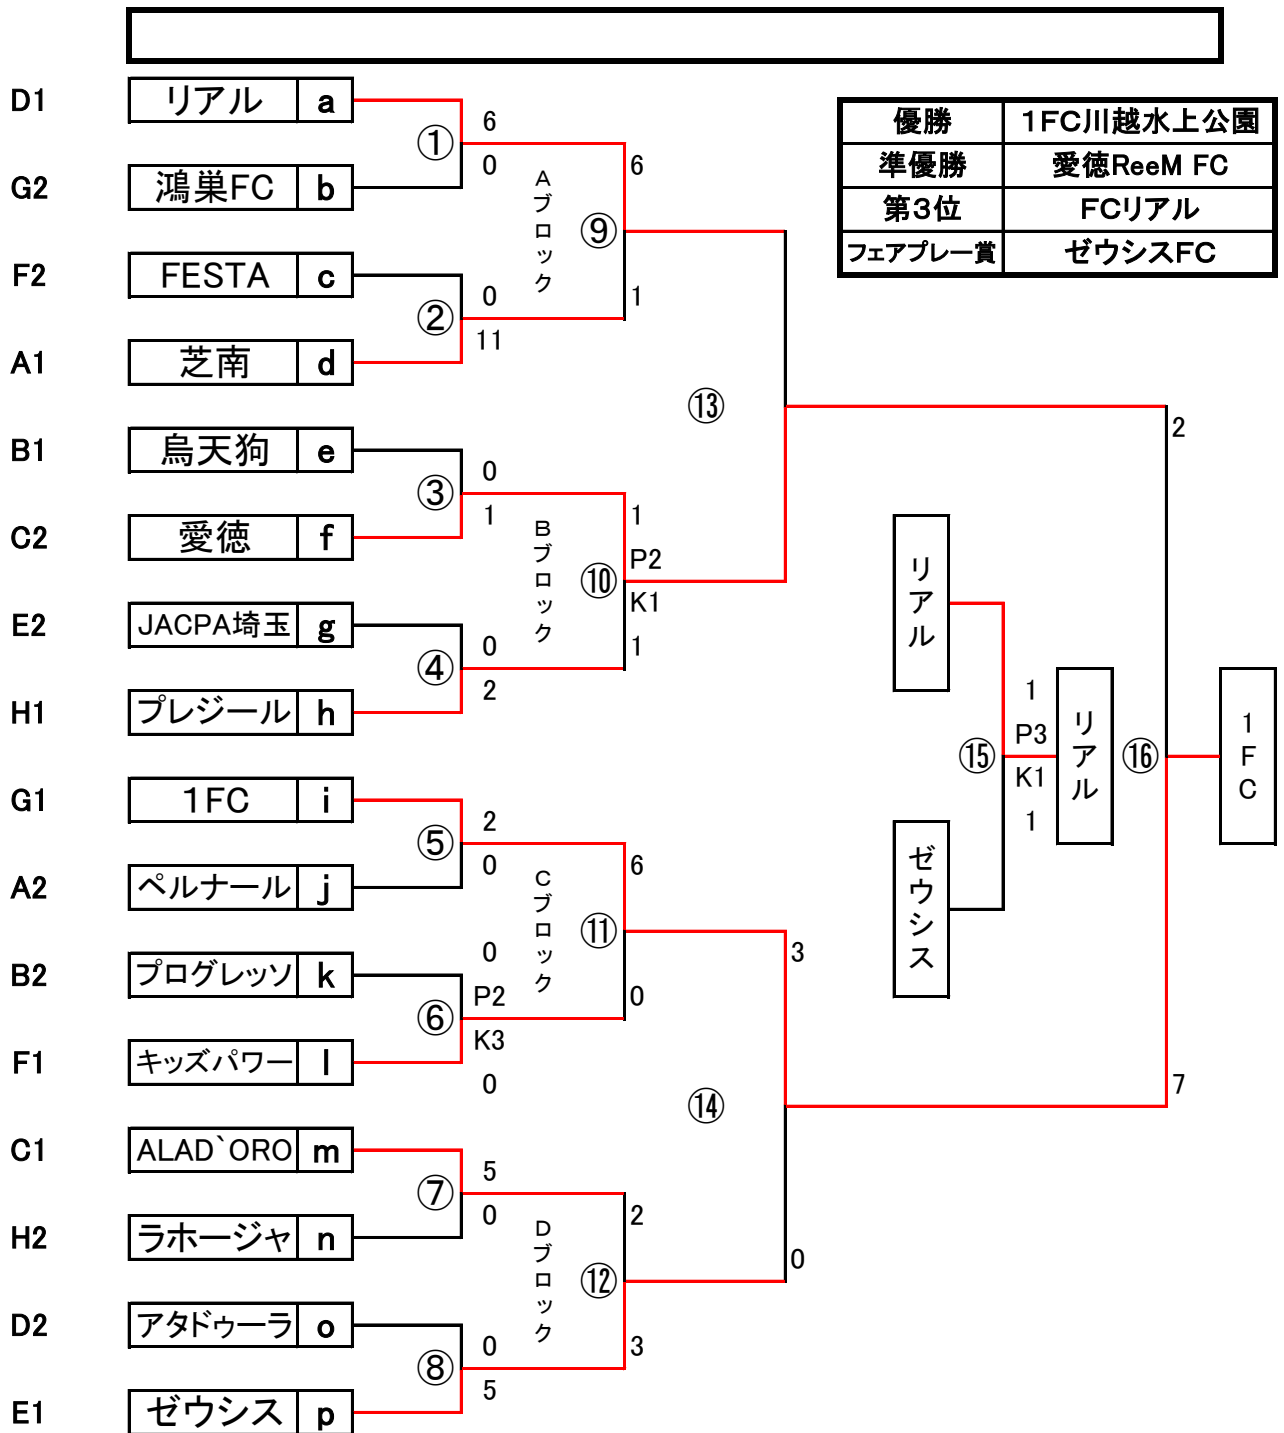 D1 リアル a
6
①
0
G2 鴻巣FC b
Aブロック
6
⑨
1
F2 FESTA c
0
②
11
A1 芝南 d
優勝 1FC川越水上公園
準優勝 愛徳ReeM FC
第3位 FCリアル
フェアプレー賞 ゼウシスFC
⑬
B1 烏天狗 e
0
③
1
C2 愛徳 f
Bブロック
1
P2
⑩
K1
1
E2 JACPA埼玉 g
0
④
2
H1 プレジール h
G1 1FC i
2
⑤
0
A2 ペルナール j
Cブロック
6
⑪
0
B2 プログレッソ k
0
P2
⑥
K3
0
F1 キッズパワー l
3
⑭
0
C1 ALAD`ORO m
5
⑦
0
H2 ラホージャ n
Dブロック
2
⑫
3
D2 アタドゥーラ o
0
⑧
5
E1 ゼウシス p
リアル
1
P3
⑮
K1
1
ゼウシス
リアル
2
⑯
7
1FC